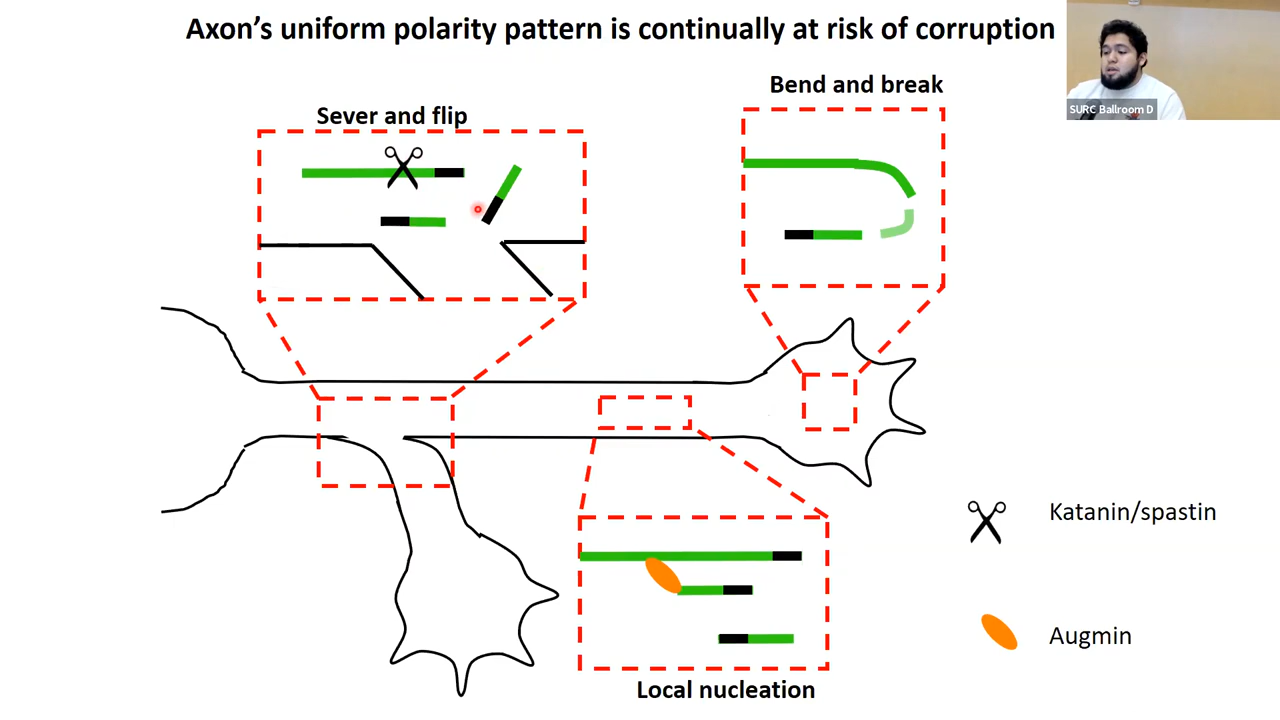 Axon's uniform polarity pattern is continually at risk of corruption
SURC Ballroom D
Bend and break
Sever and flip
Katanin/spastin
Augmin
Local nucleation